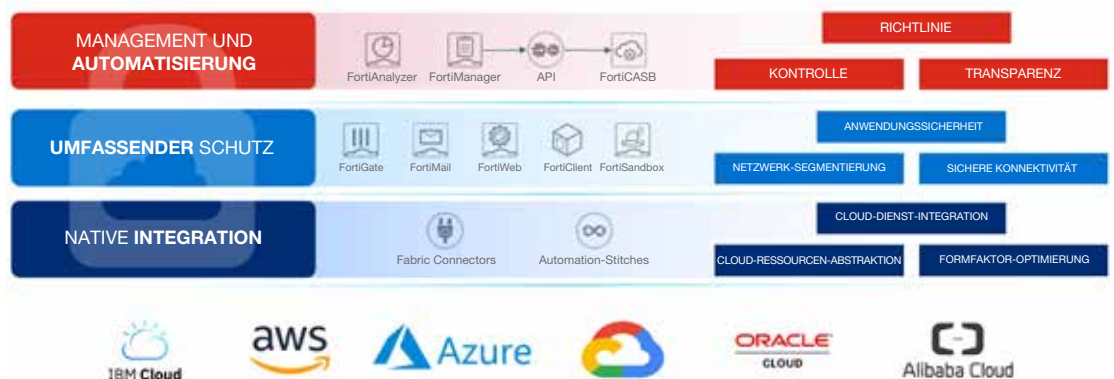 MANAGEMENT UND
AUTOMATISIERUNG
FortiAnalyzer
FortiManager
API
FortiCASB
RICHTLINIE
KONTROLLE
TRANSPARENZ
UMFASSENDER SCHUTZ
FortiGate
FortiMail
FortiWeb
FortiClient
FortiSandbox
ANWENDUNGSSICHERHEIT
NETZWERK-SEGMENTIERUNG
SICHERE KONNEKTIVITÄT
NATIVE INTEGRATION
Fabric Connectors
Automation-Stitches
CLOUD-DIENST-INTEGRATION
CLOUD-RESSOURCEN-ABSTRAKTION
FORMFAKTOR-OPTIMIERUNG
IBM Cloud
aws
Azure
ORACLE
CLOUD
Alibaba Cloud